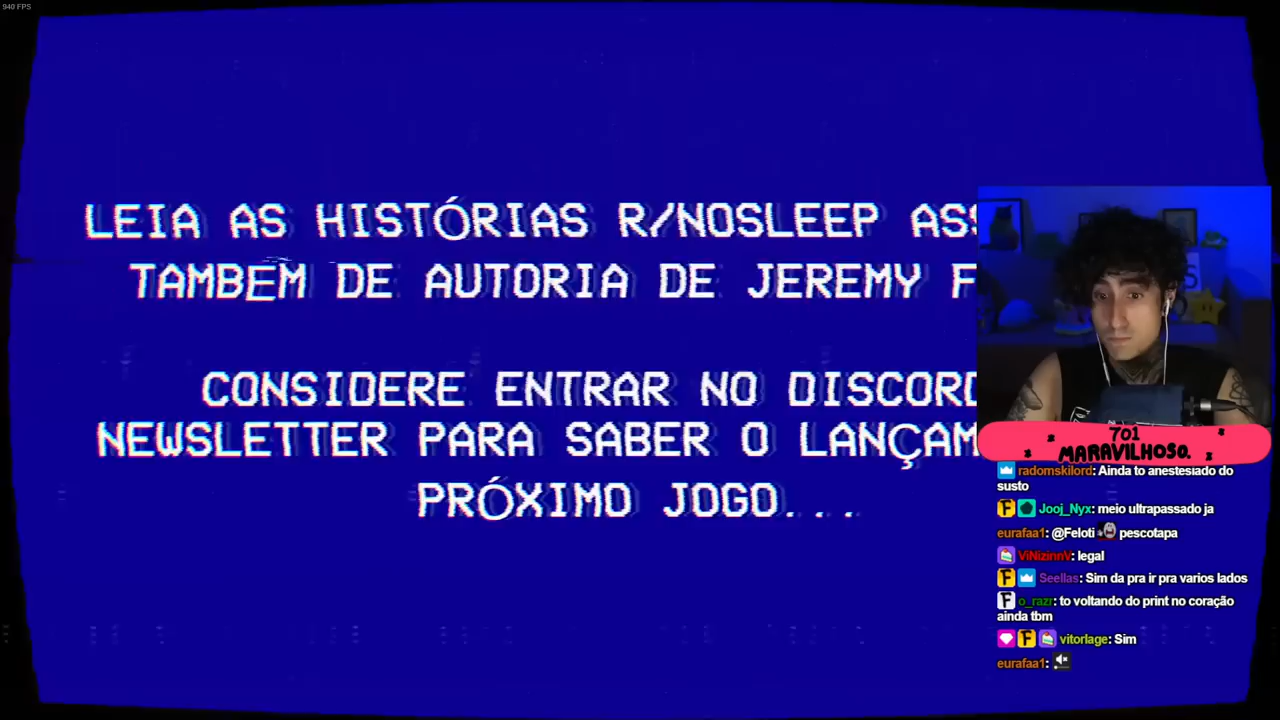 940 FPS
LEIA AS HISTÓRIAS R/NOSLEEP
TAMBEM DE AUTORIA DE JEREMY
CONSIDERE ENTRAR NO DISCORD
NEWSLETTER PARA SABER O
PRÓXIMO JOGO...
701
MARAVILHOSO.
radomskilord: Ainda to anestesiado do
susto
Jooj_Nyx: meio ultrapassado ja
eurafaa1: @Feloti pescotapa
ViNizinnV: legal
Seellas: Sim da pra ir pra varios lados
o_razr: to voltando do print no coração
ainda tbm
vitorlage: Sim
eurafaa1: